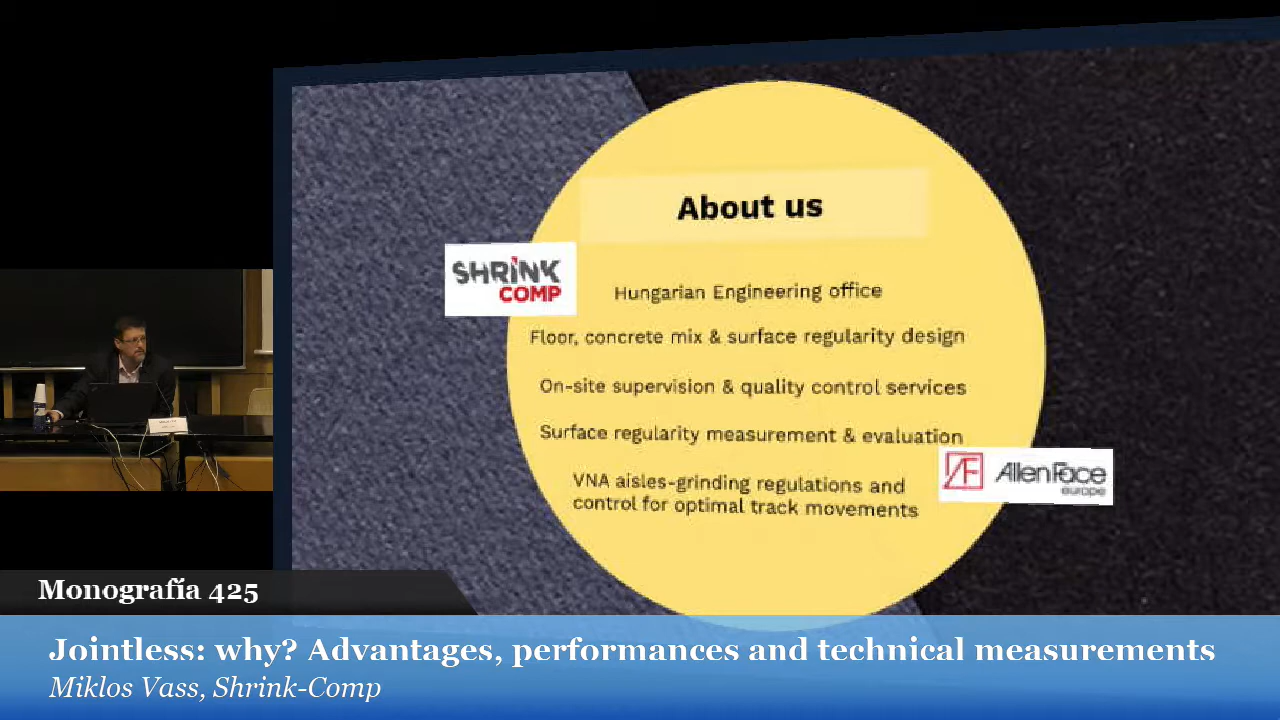 About us
SHRINK
COMP
Hungarian Engineering office
Floor, concrete mix & surface regularity design
On-site supervision & quality control services
Surface regularity measurement & evaluation
AllenFace
europe
VNA aisles-grinding regulations and
control for optimal track movements
Monografía 425
Jointless: why? Advantages, performances and technical measurements
Miklos Vass, Shrink-Comp